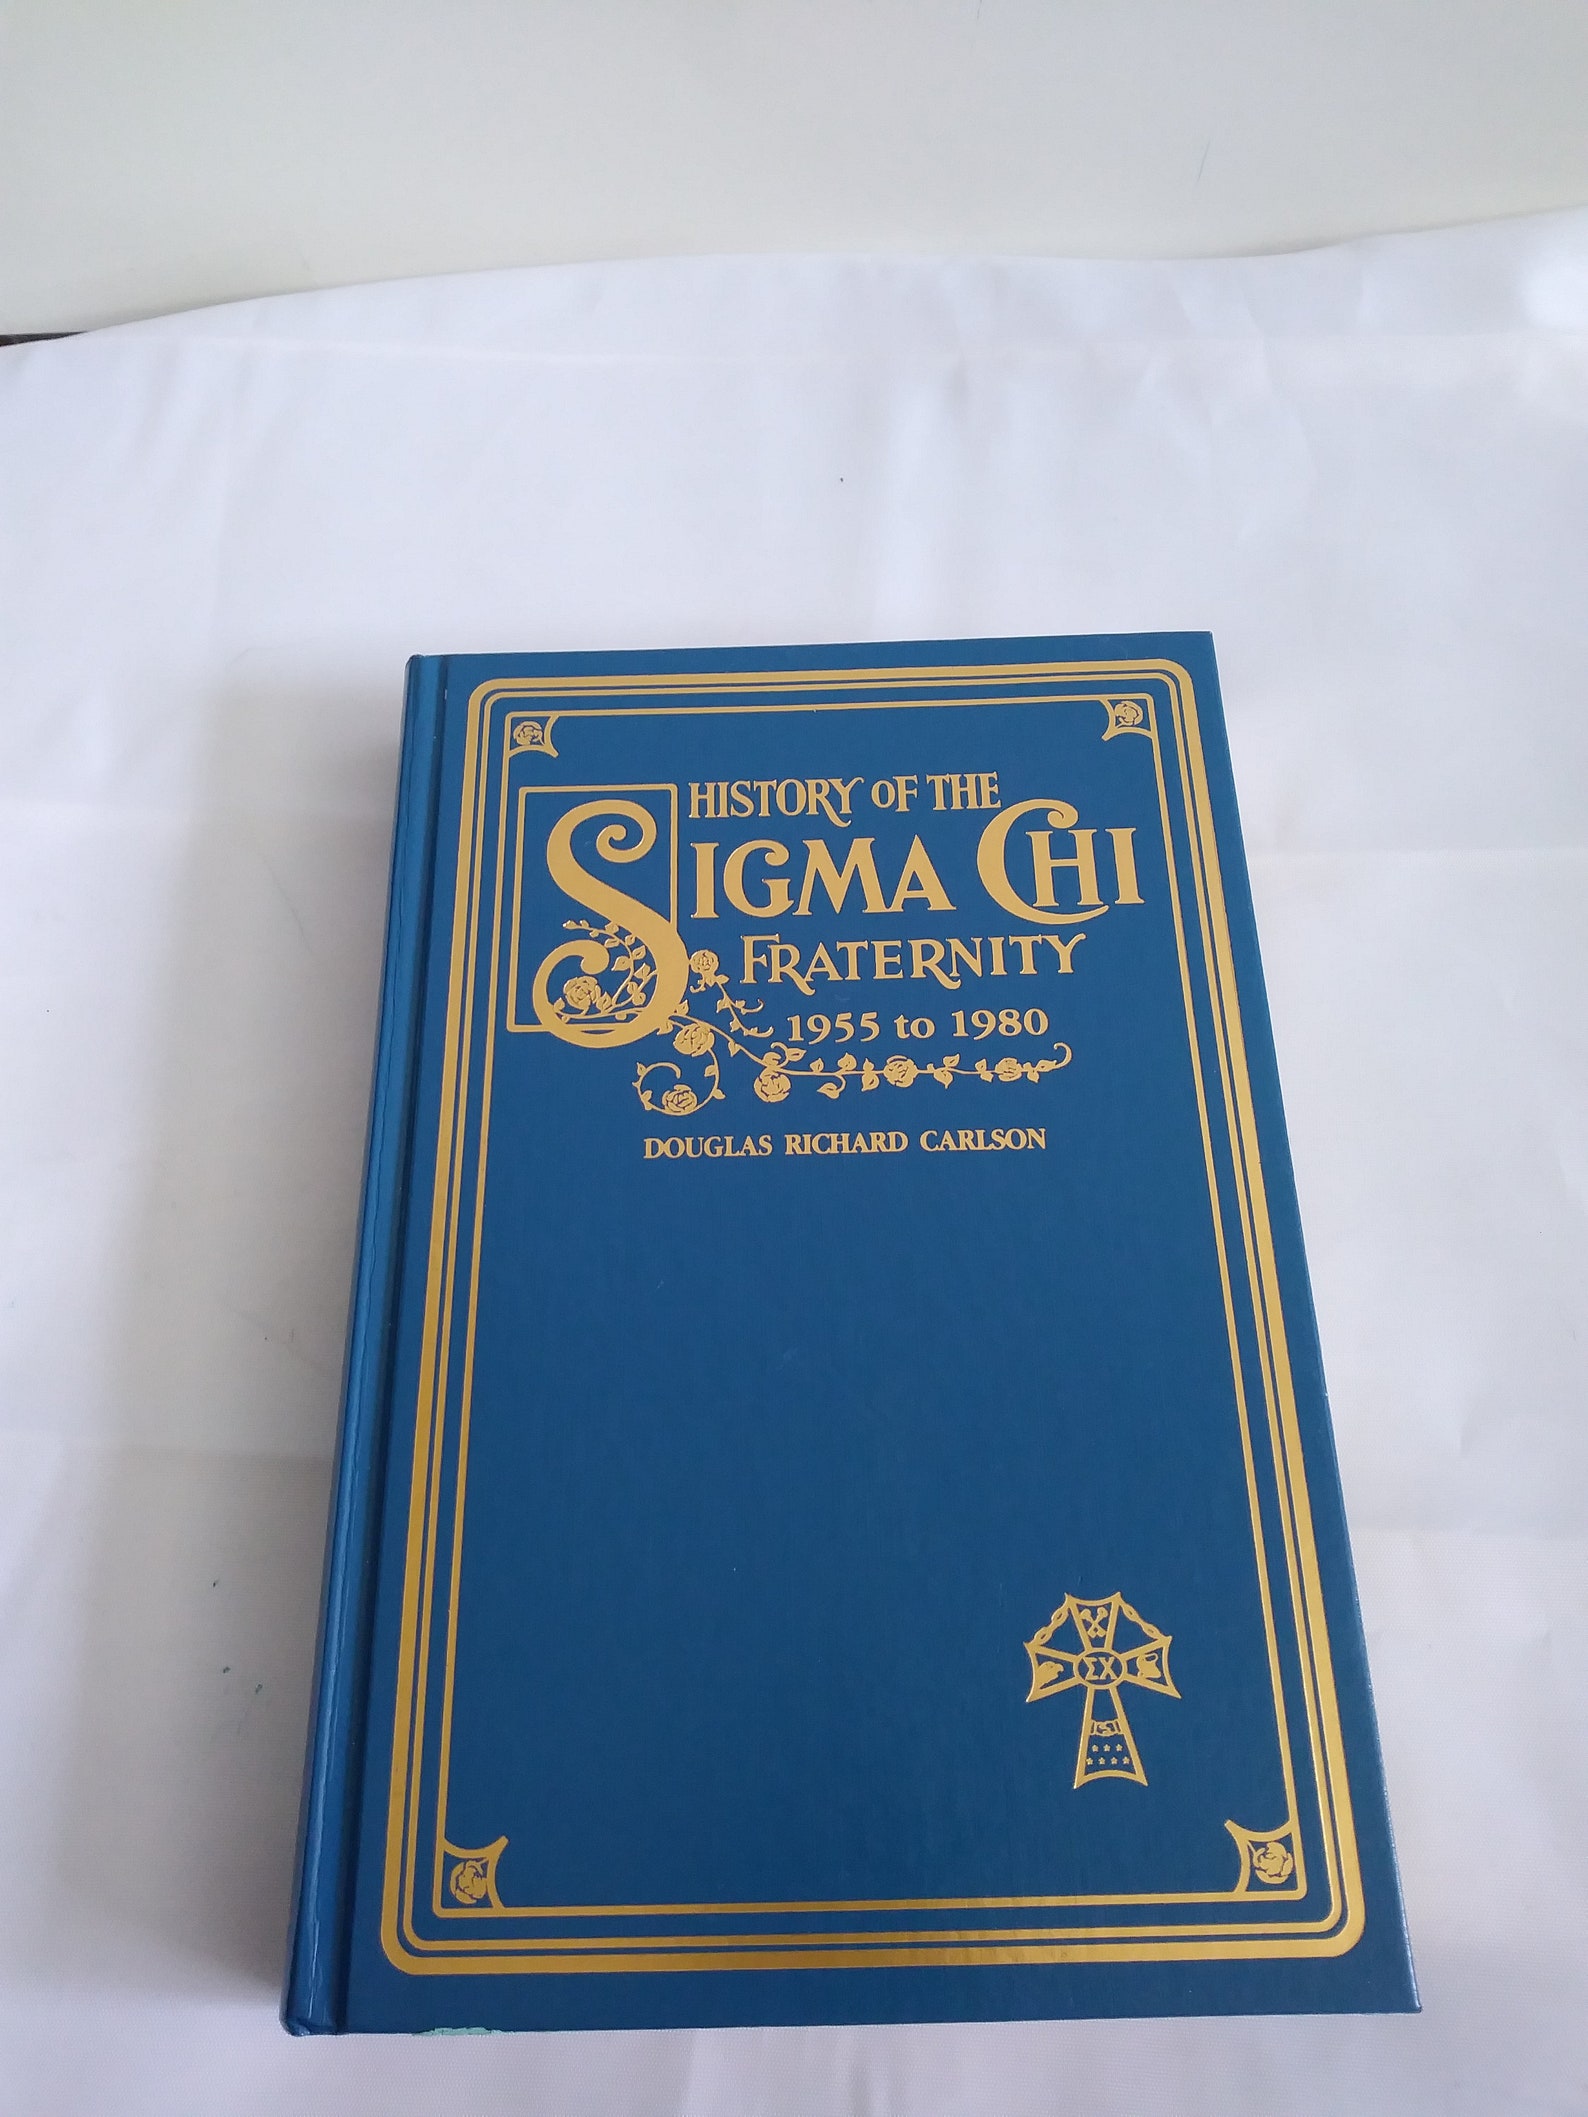 HISTORY OF THE
SIGMA CHI
FRATERNITY
1955 to 1980
DOUGLAS RICHARD CARLSON
ΣΧ